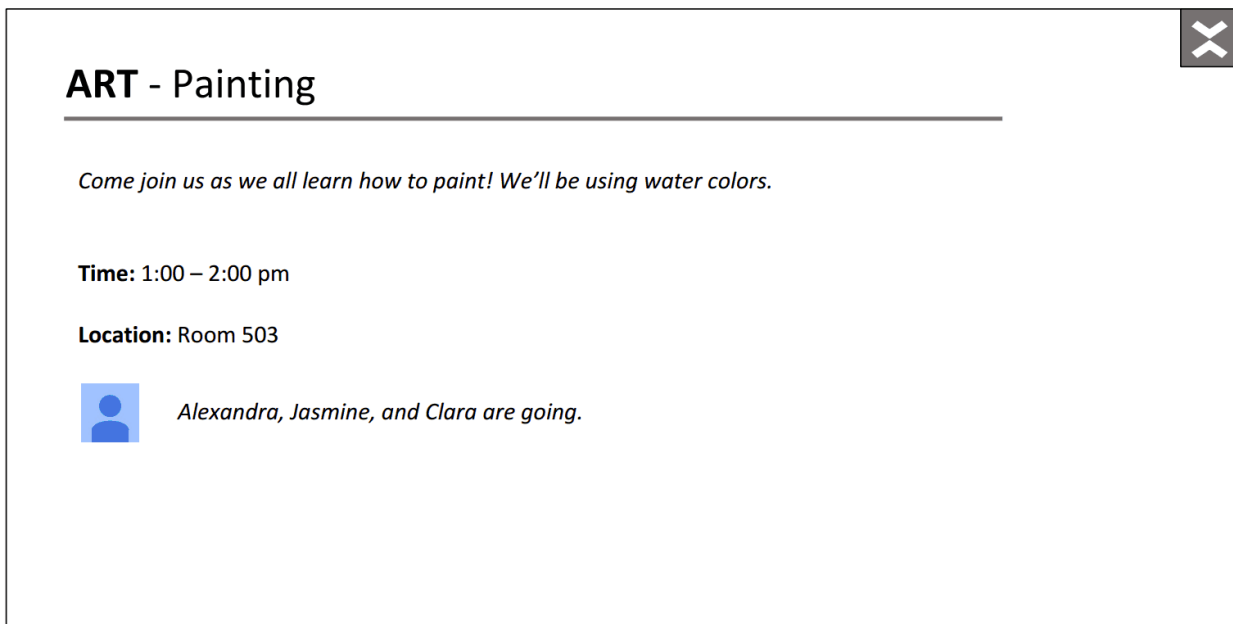 ART - Painting
Come join us as we all learn how to paint! We’ll be using water colors.
Time: 1:00 – 2:00 pm
Location: Room 503
Alexandra, Jasmine, and Clara are going.